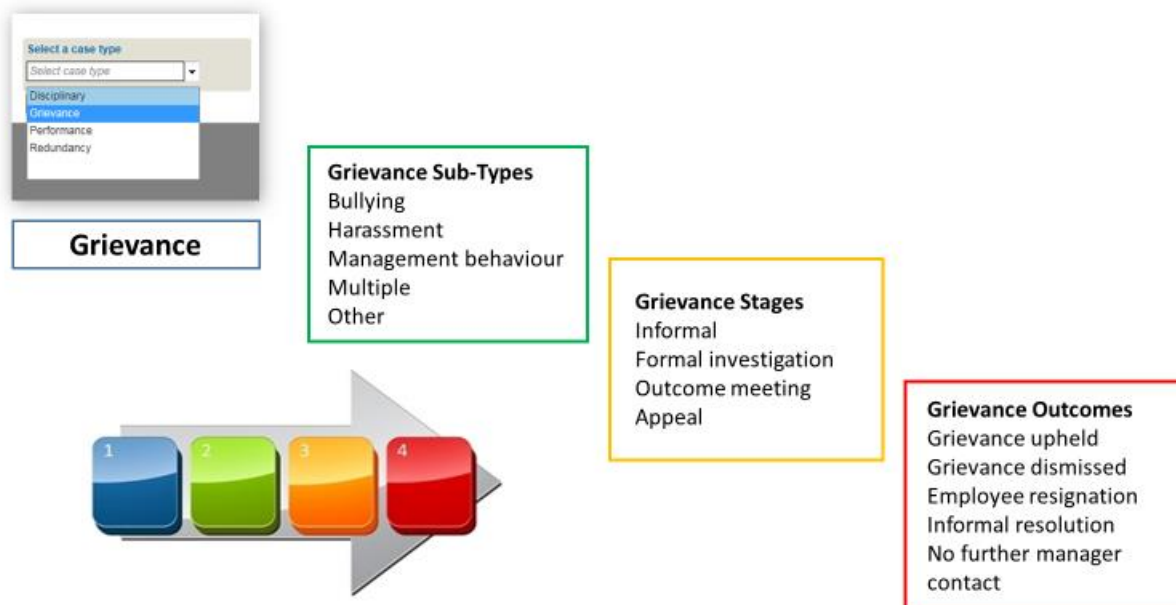 Select a case type
Select case type
Disciplinary
Grievance
Performance
Redundancy
Grievance
Grievance Sub-Types
Bullying
Harassment
Management behaviour
Multiple
Other
Grievance Stages
Informal
Formal investigation
Outcome meeting
Appeal
Grievance Outcomes
Grievance upheld
Grievance dismissed
Employee resignation
Informal resolution
No further manager
contact
1
2
3
4